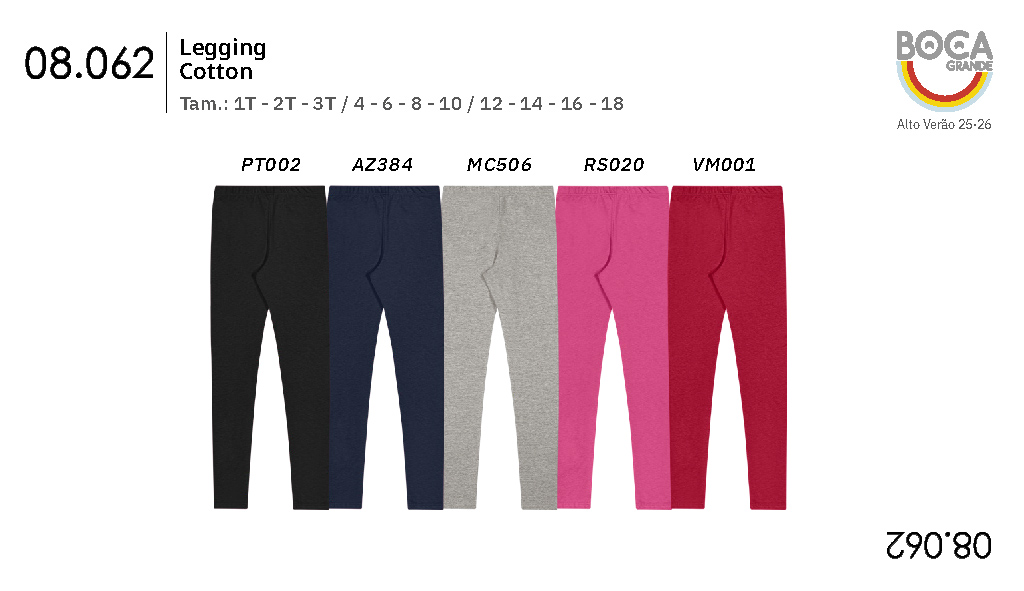 08.062
Legging
Cotton
Tam.: 1T - 2T - 3T / 4 - 6 - 8 - 10 / 12 - 14 - 16 - 18
BOCA
GRANDE
Alto Verão 25-26
PT002 AZ384 MC506 RS020 VM001
08.062